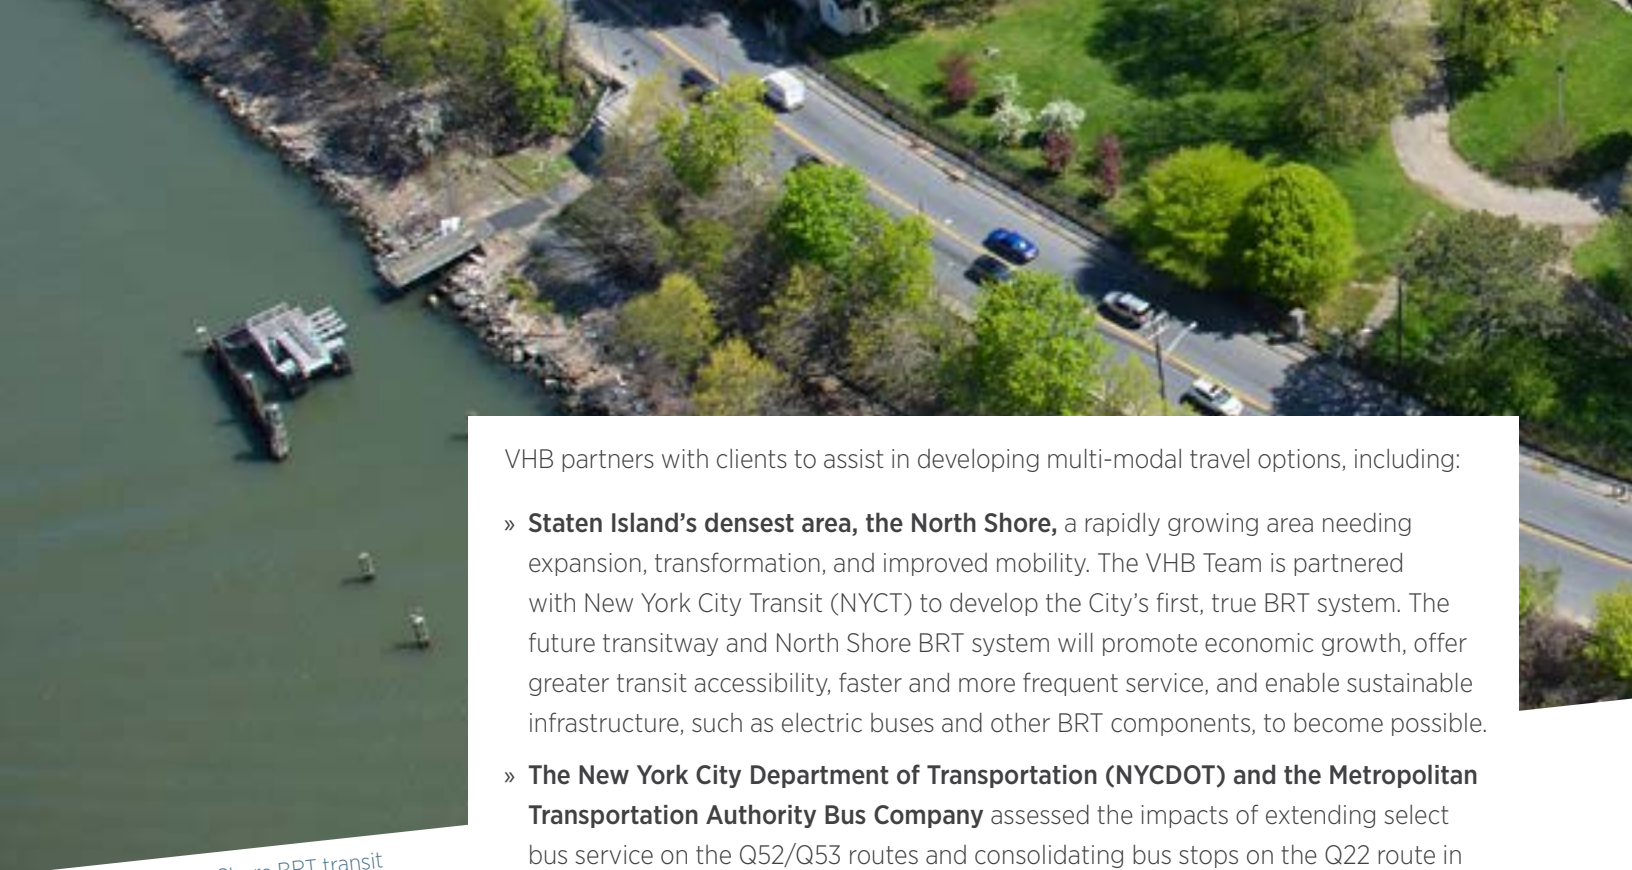 VHB partners with clients to assist in developing multi-modal travel options, including:
» Staten Island’s densest area, the North Shore, a rapidly growing area needing
expansion, transformation, and improved mobility. The VHB Team is partnered
with New York City Transit (NYCT) to develop the City’s first, true BRT system. The
future transitway and North Shore BRT system will promote economic growth, offer
greater transit accessibility, faster and more frequent service, and enable sustainable
infrastructure, such as electric buses and other BRT components, to become possible.
» The New York City Department of Transportation (NYCDOT) and the Metropolitan
Transportation Authority Bus Company assessed the impacts of extending select
bus service on the Q52/Q53 routes and consolidating bus stops on the Q22 route in
Shore BRT transit